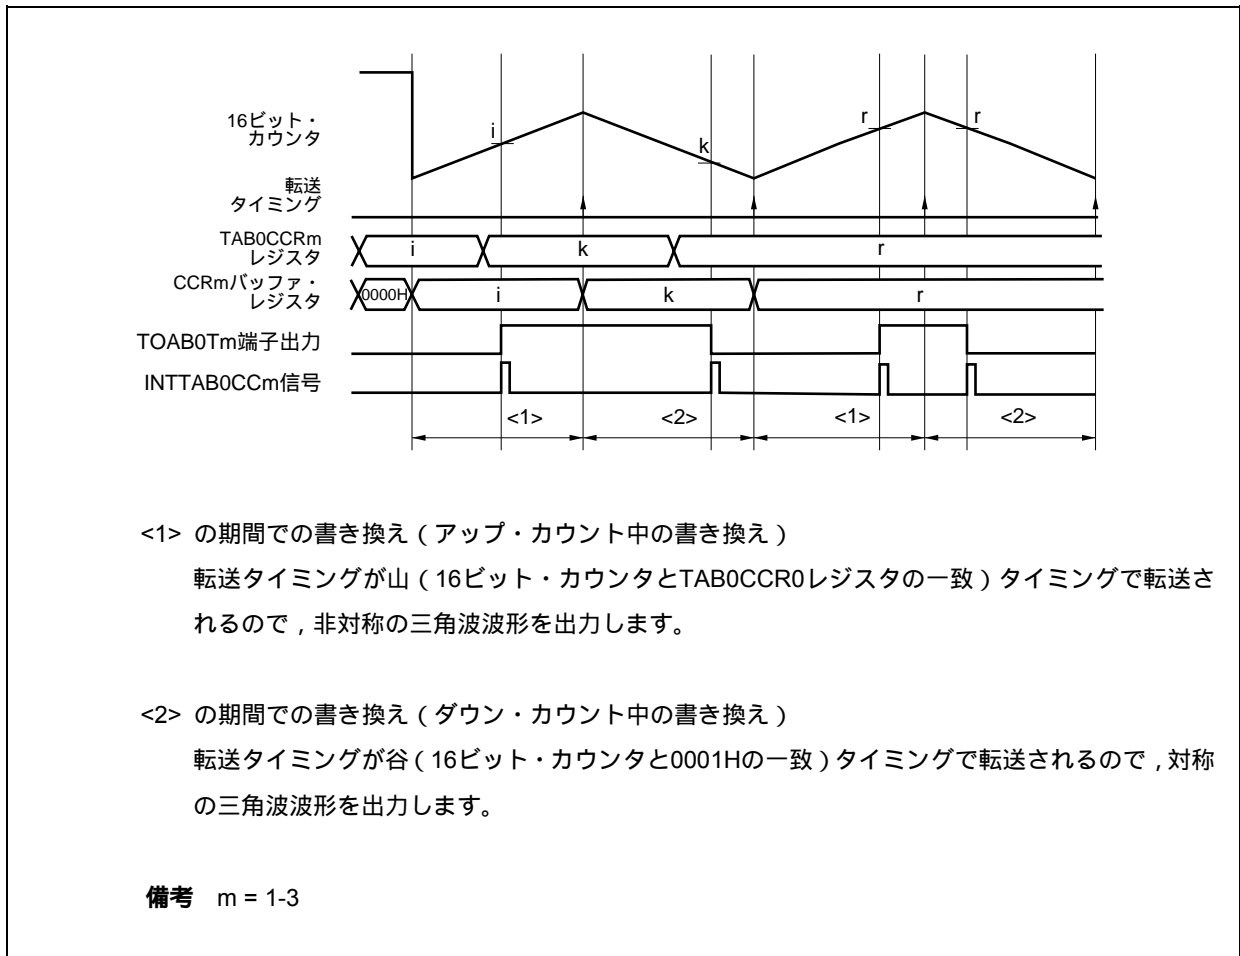 16ビット・
カウンタ
i
k
r
r
転送
タイミング
TAB0CCRm
レジスタ
i
k
r
CCRmバッファ・
レジスタ
0000H
i
k
r
TOAB0Tm端子出力
INTTAB0CCm信号
<1>
<2>
<1>
<2>
<1> の期間での書き換え(アップ・カウント中の書き換え)
転送タイミングが山(16ビット・カウンタとTAB0CCR0レジスタの一致)タイミングで転送さ
れるので,非対称の三角波波形を出力します。
<2> の期間での書き換え(ダウン・カウント中の書き換え)
転送タイミングが谷(16ビット・カウンタと0001Hの一致)タイミングで転送されるので,対称
の三角波波形を出力します。
備考 m = 1-3